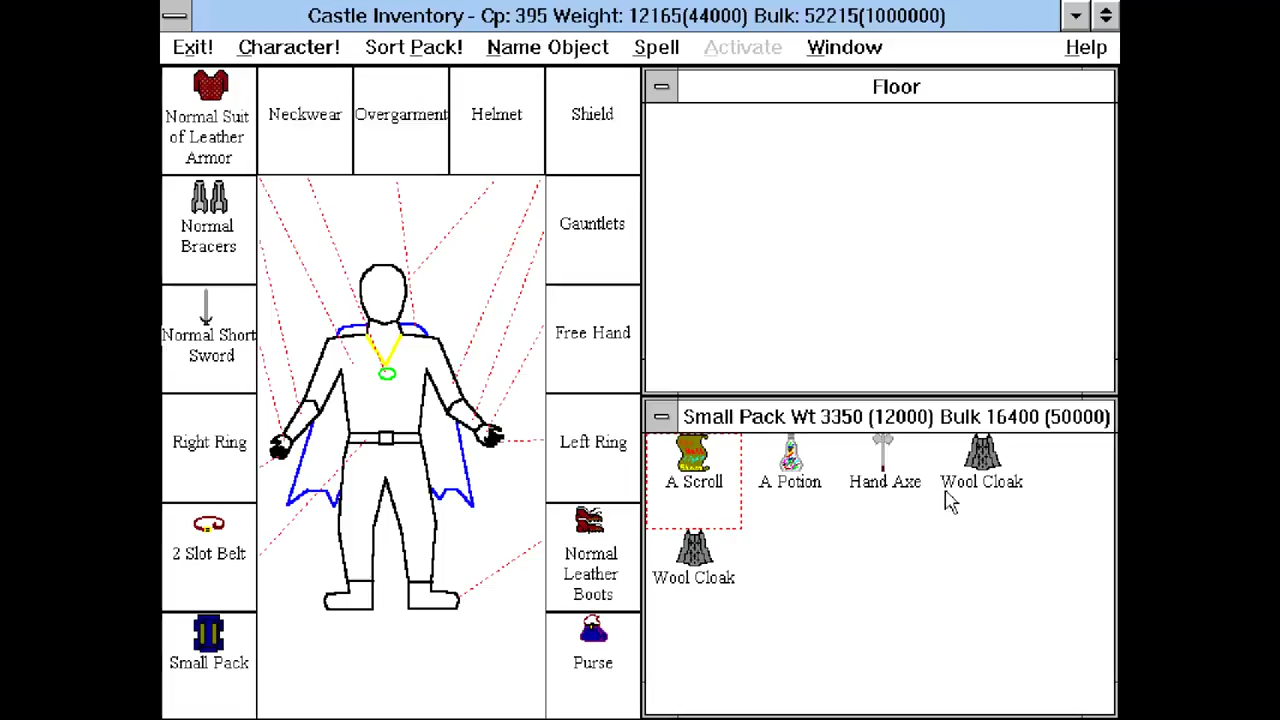 Castle Inventory - Cp: 395 Weight: 12165(44000) Bulk: 52215(1000000)
Exit! Character! Sort Pack! Name Object Spell Activate Window Help
Normal Suit
of Leather
Armor
Neckwear
Overgarment
Helmet
Shield
Normal
Bracers
Gauntlets
Normal Short
Sword
Free Hand
Right Ring
Left Ring
2 Slot Belt
Normal
Leather
Boots
Small Pack
Purse
Floor
Small Pack Wt 3350 (12000) Bulk 16400 (50000)
A Scroll
A Potion
Hand Axe
Wool Cloak
Wool Cloak